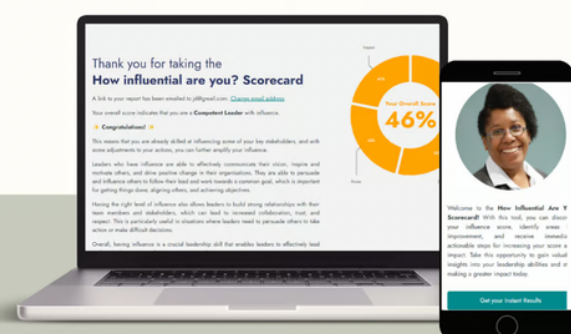 Thank you for taking the
How influential are you? Scorecard
A link to your report has been emailed to Change email address
Your overall score indicates that you are a Competent Leader with influence.
Congratulations!
This means that you are already skilled at influencing some of your key stakeholders, and with
some adjustments to your actions, you can further amplify your influence.
Leaders who have influence are able to effectively communicate their vision, inspire and
motivate others, and drive positive change in their organisations. They are able to persuade
and influence others to follow their lead and work towards a common goal, which is important
for getting things done, aligning others, and achieving objectives.
Having the right level of influence also allows leaders to build strong relationships with their
team members and stakeholders, which can lead to increased collaboration, trust, and
respect. This is particularly useful in situations where leaders need to persuade others to take
action or make difficult decisions.
Overall, having influence is a crucial leadership skill that enables leaders to effectively lead
Your Overall Score
46%
Power
Welcome to the How Influential Are Y
Scorecard! With this tool, you can discov
your influence score, identify areas
improvement, and receive immedia
actionable steps for increasing your score a
impact. Take this opportunity to gain valuab
insights into your leadership abilities and st
making a greater impact today.
Get your Instant Results